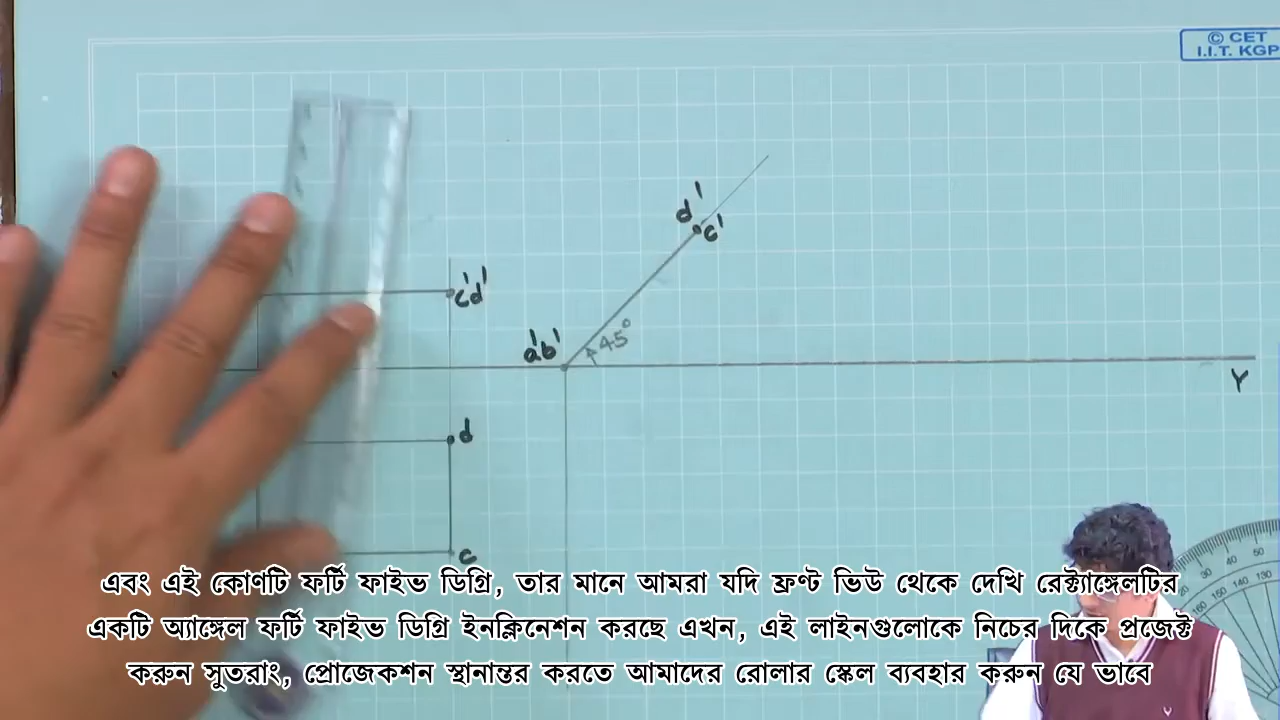 © CET
I.I.T. KGP
d'
c'
c'd'
a'b'
45°
Y
d
c
এবং এই কোণটি ফর্টি ফাইভ ডিগ্রি, তার মানে আমরা যদি ফ্রণ্ট ভিউ থেকে দেখি রেক্ট্যাঙ্গেলটির
একটি অ্যাঙ্গেল ফর্টি ফাইভ ডিগ্রি ইনক্লিনেশন করছে এখন, এই লাইনগুলোকে নিচের দিকে প্রজেক্ট
করুন সুতরাং, প্রোজেকশন স্থানান্তর করতে আমাদের রোলার স্কেল ব্যবহার করুন যে ভাবে